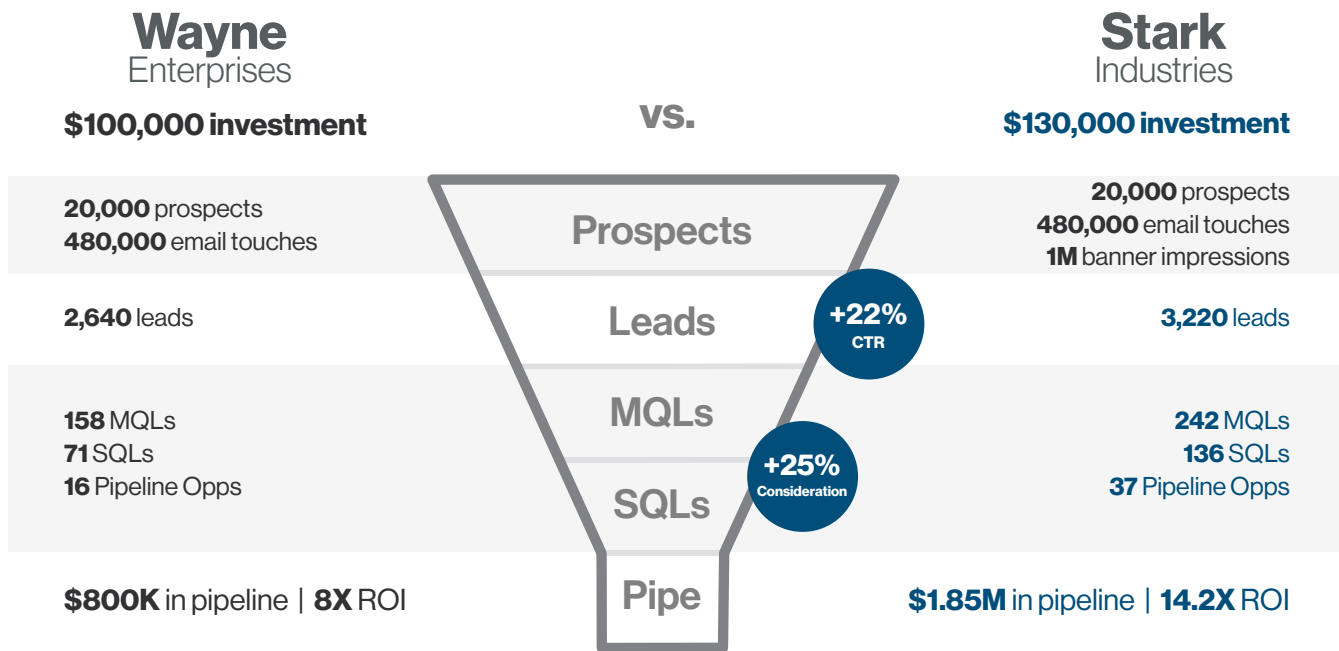 Wayne
Enterprises
$100,000 investment
vs.
Stark
Industries
$130,000 investment
20,000 prospects
480,000 email touches
Prospects
20,000 prospects
480,000 email touches
1M banner impressions
2,640 leads
Leads
+22%
CTR
3,220 leads
158 MQLs
71 SQLs
16 Pipeline Opps
MQLs
SQLs
+25%
Consideration
242 MQLs
136 SQLs
37 Pipeline Opps
$800K in pipeline | 8X ROI
Pipe
$1.85M in pipeline | 14.2X ROI